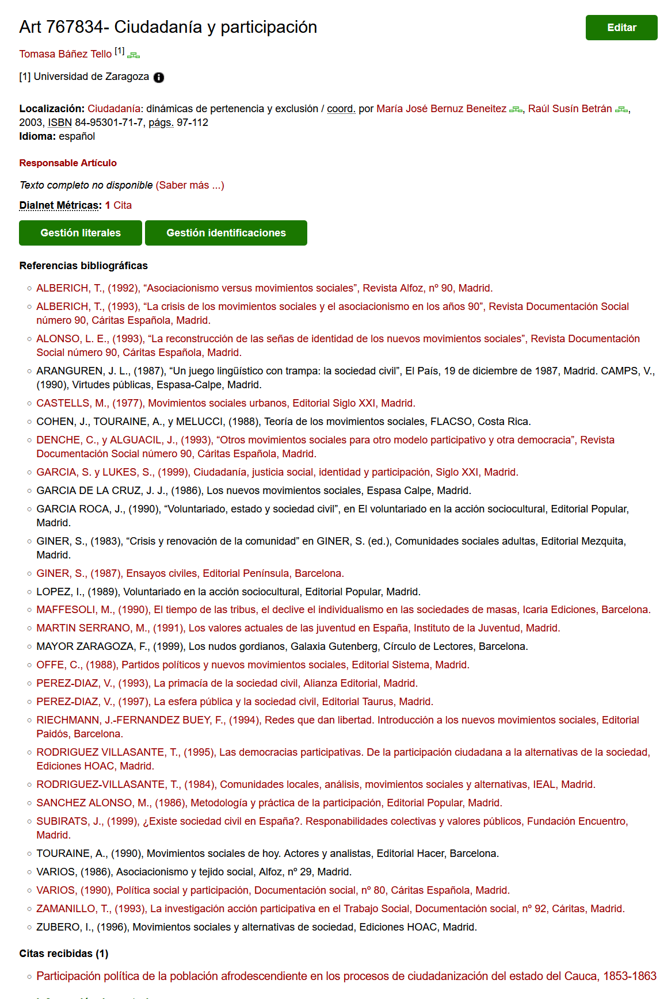 Art 767834- Ciudadanía y participación
Editar
Tomasa Báñez Tello [1]
[1] Universidad de Zaragoza
Localización: Ciudadanía: dinámicas de pertenencia y exclusión / coord. por María José Bernuz Beneitez, Raúl Susín Betrán,
2003, ISBN 84-95301-71-7, págs. 97-112
Idioma: español
Responsable Artículo
Texto completo no disponible (Saber más ...)
Dialnet Métricas: 1 Cita
Gestión literales
Gestión identificaciones
Referencias bibliográficas
ALBERICH, T., (1992), “Asociacionismo versus movimientos sociales”, Revista Alfoz, nº 90, Madrid.
ALBERICH, T., (1993), “La crisis de los movimientos sociales y el asociacionismo en los años 90”, Revista Documentación Social
número 90, Cáritas Española, Madrid.
ALONSO, L. E., (1993), “La reconstrucción de las señas de identidad de los nuevos movimientos sociales”, Revista Documentación
Social número 90, Cáritas Española, Madrid.
ARANGUREN, J. L., (1987), “Un juego lingüístico con trampa: la sociedad civil”, El País, 19 de diciembre de 1987, Madrid. CAMPS, V.,
(1990), Virtudes públicas, Espasa-Calpe, Madrid.
CASTELLS, M., (1977), Movimientos sociales urbanos, Editorial Siglo XXI, Madrid.
COHEN, J., TOURAINE, A., y MELUCCI, (1988), Teoría de los movimientos sociales, FLACSO, Costa Rica.
DENCHE, C., y ALGUACIL, J., (1993), “Otros movimientos sociales para otro modelo participativo y otra democracia”, Revista
Documentación Social número 90, Cáritas Española, Madrid.
GARCIA, S. y LUKES, S., (1999), Ciudadanía, justicia social, identidad y participación, Siglo XXI, Madrid.
GARCIA DE LA CRUZ, J. J., (1986), Los nuevos movimientos sociales, Espasa Calpe, Madrid.
GARCIA ROCA, J., (1990), “Voluntariado, estado y sociedad civil”, en El voluntariado en la acción sociocultural, Editorial Popular,
Madrid.
GINER, S., (1983), “Crisis y renovación de la comunidad” en GINER, S. (ed.), Comunidades sociales adultas, Editorial Mezquita,
Madrid.
GINER, S., (1987), Ensayos civiles, Editorial Península, Barcelona.
LOPEZ, I., (1989), Voluntariado en la acción sociocultural, Editorial Popular, Madrid.
MAFFESOLI, M., (1990), El tiempo de las tribus, el declive el individualismo en las sociedades de masas, Icaria Ediciones, Barcelona.
MARTIN SERRANO, M., (1991), Los valores actuales de las juventud en España, Instituto de la Juventud, Madrid.
MAYOR ZARAGOZA, F., (1999), Los nudos gordianos, Galaxia Gutenberg, Círculo de Lectores, Barcelona.
OFFE, C., (1988), Partidos políticos y nuevos movimientos sociales, Editorial Sistema, Madrid.
PEREZ-DIAZ, V., (1993), La primacía de la sociedad civil, Alianza Editorial, Madrid.
PEREZ-DIAZ, V., (1997), La esfera pública y la sociedad civil, Editorial Taurus, Madrid.
RIECHMANN, J.-FERNANDEZ BUEY, F., (1994), Redes que dan libertad. Introducción a los nuevos movimientos sociales, Editorial
Paidós, Barcelona.
RODRIGUEZ VILLASANTE, T., (1995), Las democracias participativas. De la participación ciudadana a la alternativas de la sociedad,
Ediciones HOAC, Madrid.
RODRIGUEZ-VILLASANTE, T., (1984), Comunidades locales, análisis, movimientos sociales y alternativas, IEAL, Madrid.
SANCHEZ ALONSO, M., (1986), Metodología y práctica de la participación, Editorial Popular, Madrid.
SUBIRATS, J., (1999), ¿Existe sociedad civil en España?. Responabilidades colectivas y valores públicos, Fundación Encuentro,
Madrid.
TOURAINE, A., (1990), Movimientos sociales de hoy. Actores y analistas, Editorial Hacer, Barcelona.
VARIOS, (1986), Asociacionismo y tejido social, Alfoz, nº 29, Madrid.
VARIOS, (1990), Política social y participación, Documentación social, nº 80, Cáritas Española, Madrid.
ZAMANILLO, T., (1993), La investigación acción participativa en el Trabajo Social, Documentación social, nº 92, Cáritas, Madrid.
ZUBERO, I., (1996), Movimientos sociales y alternativas de sociedad, Ediciones HOAC, Madrid.
Citas recibidas (1)
Participación política de la población afrodescendiente en los procesos de ciudadanización del estado del Cauca, 1853-1863